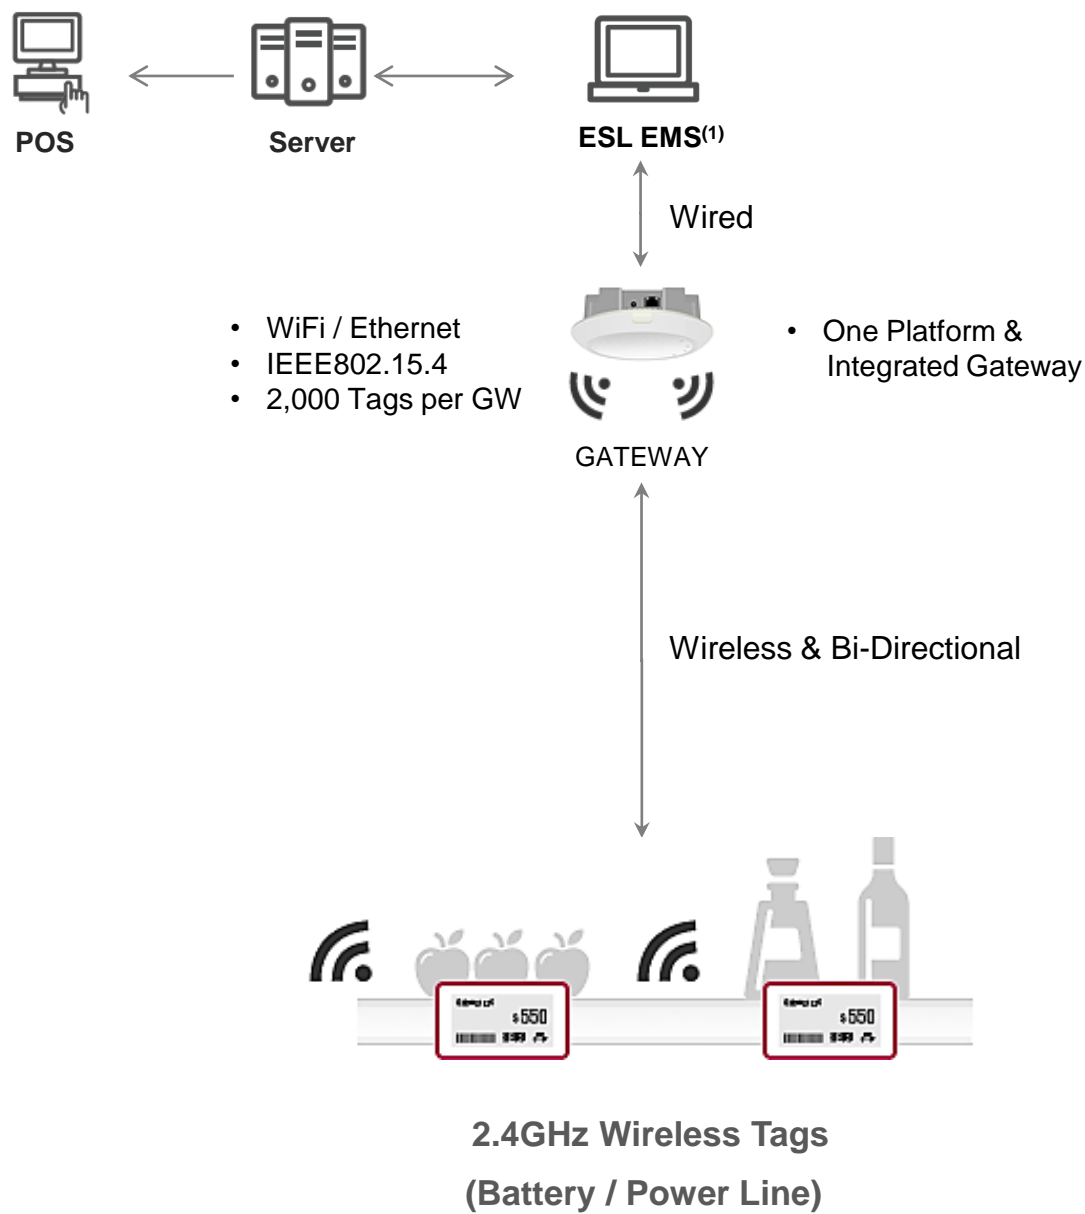 POS
Server
ESL EMS(1)
Wired
• WiFi / Ethernet
• IEEE802.15.4
• 2,000 Tags per GW
• One Platform &
Integrated Gateway
GATEWAY
Wireless & Bi-Directional
$550
$550
2.4GHz Wireless Tags
(Battery / Power Line)